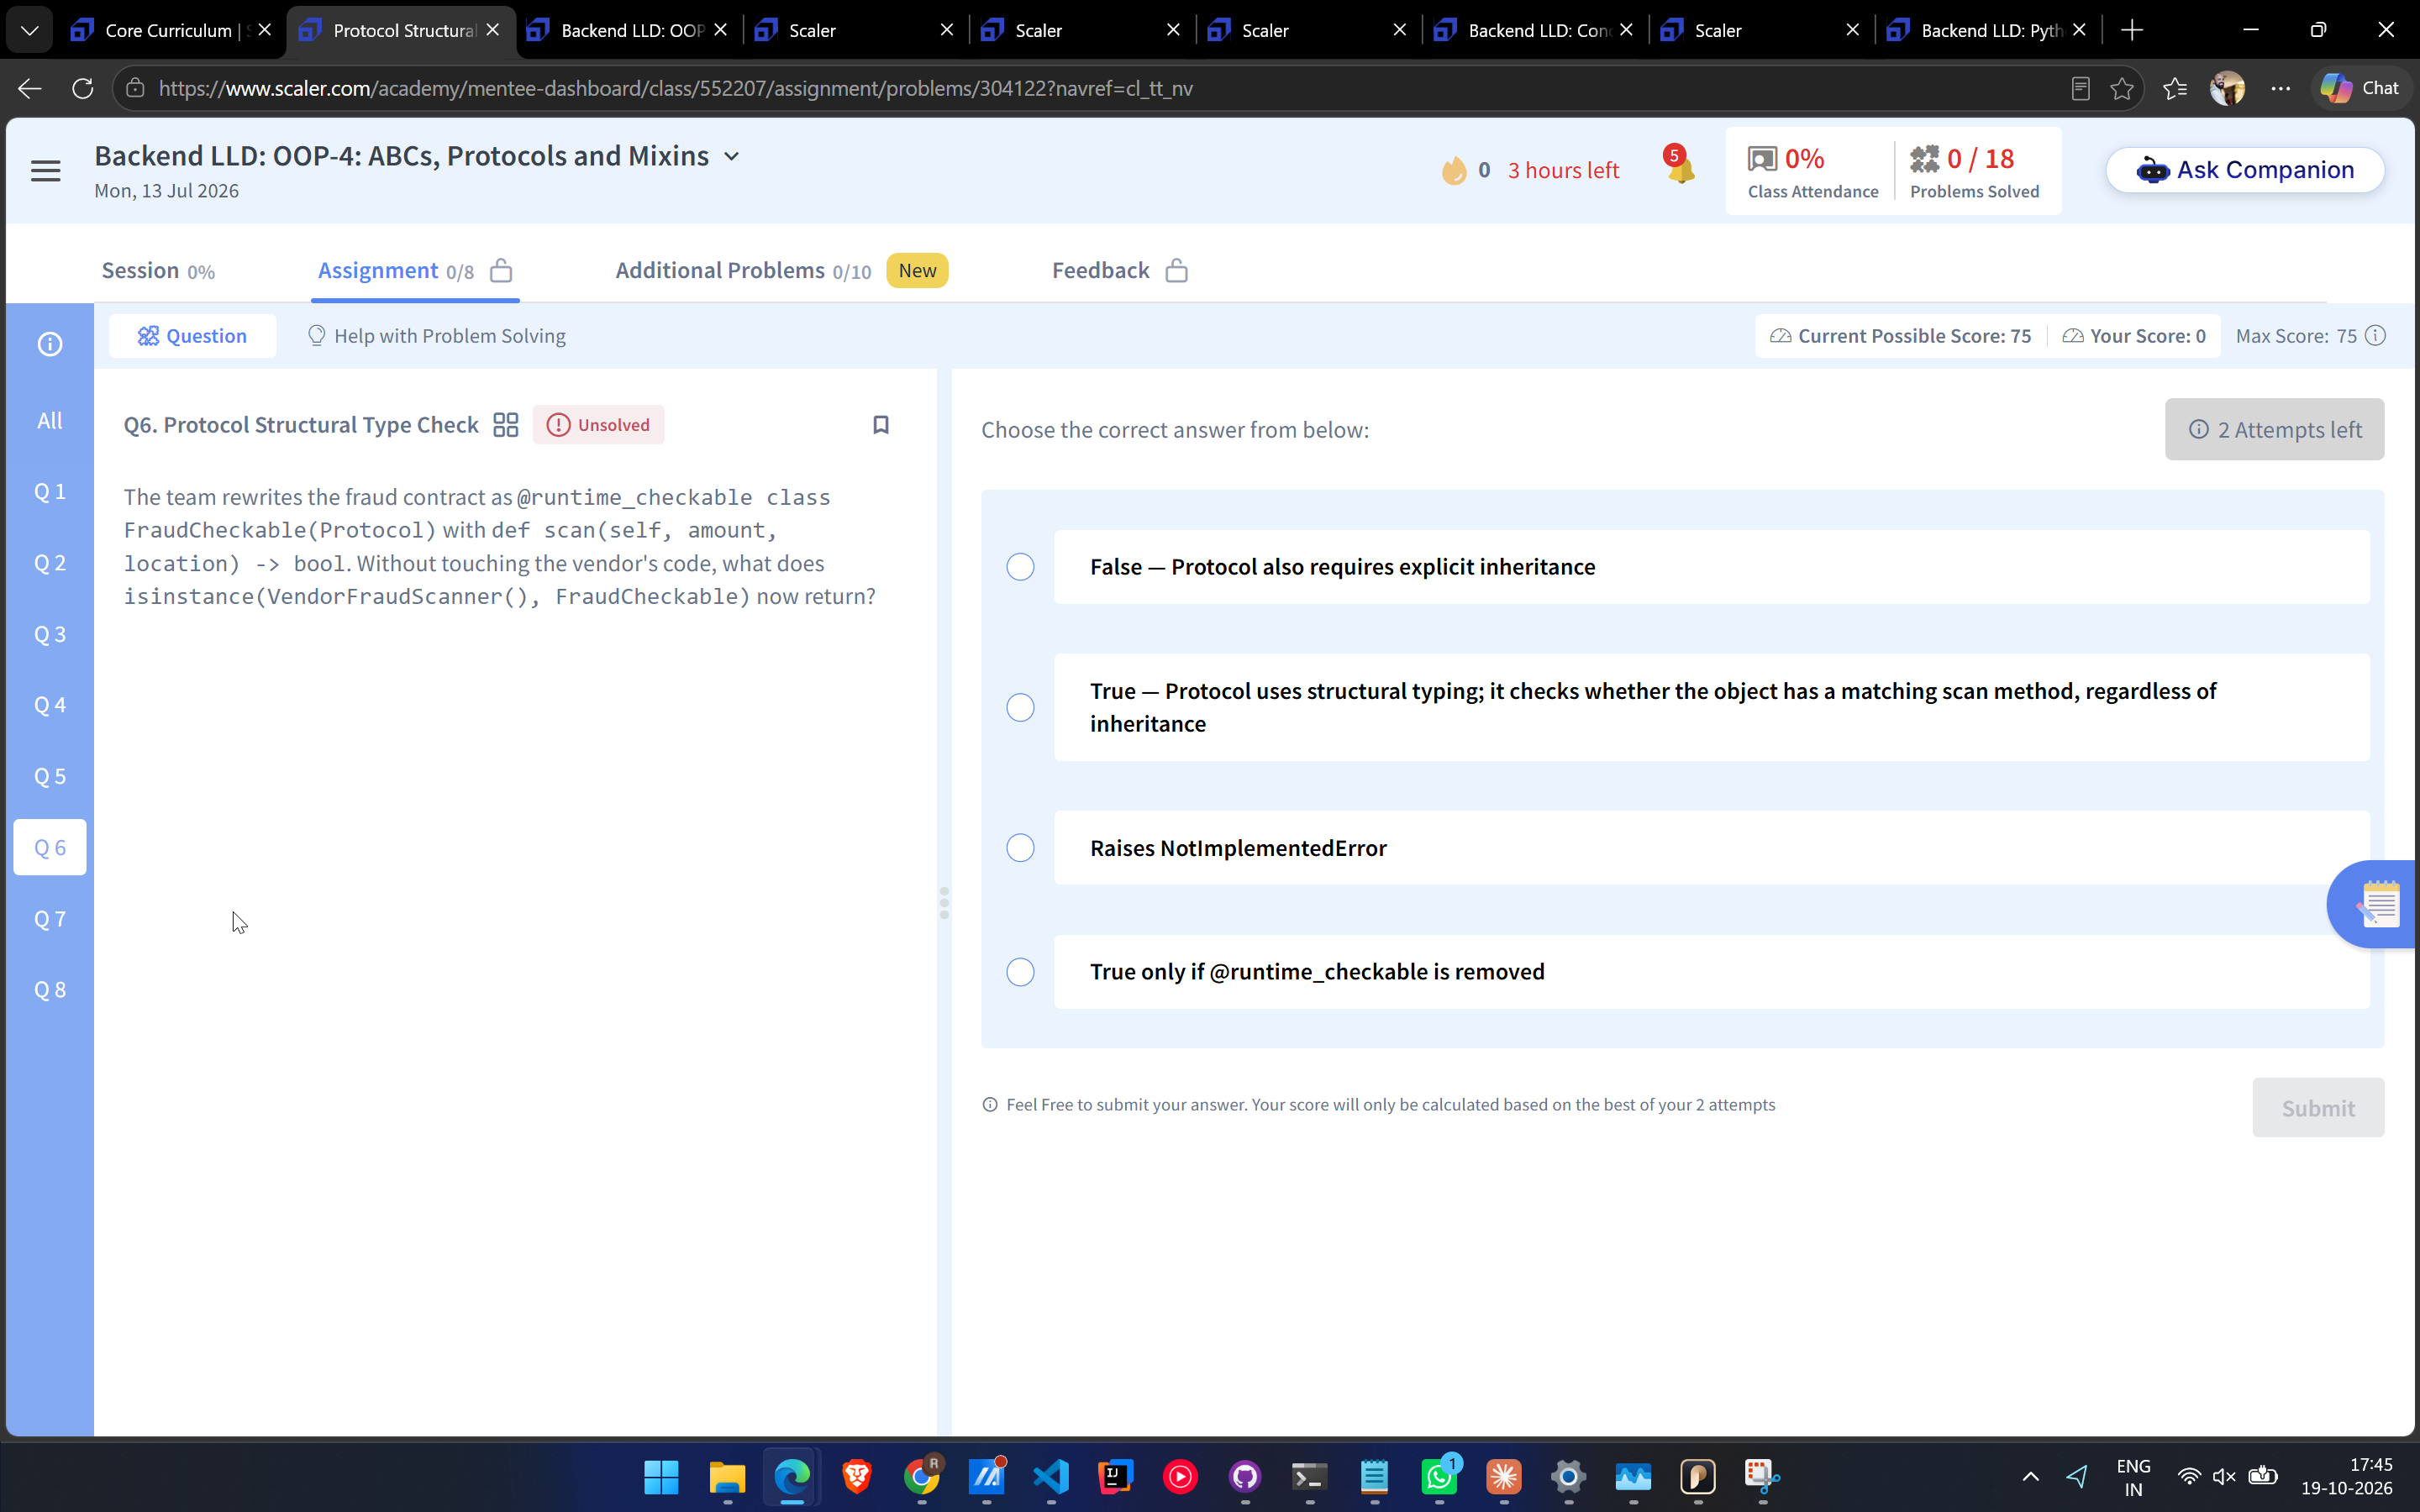 Core Curriculum | S
Protocol Structural
Backend LLD: OOP
Scaler
Scaler
Scaler
Backend LLD: Con
Scaler
Backend LLD: Pyth
https://www.scaler.com/academy/mentee-dashboard/class/552207/assignment/problems/304122?navref=cl_tt_nv
Chat
Backend LLD: OOP-4: ABCs, Protocols and Mixins
Mon, 13 Jul 2026
0 3 hours left
5
0%
Class Attendance
0 / 18
Problems Solved
Ask Companion
Session 0%
Assignment 0/8
Additional Problems 0/10 New
Feedback
Question
Help with Problem Solving
Current Possible Score: 75
Your Score: 0
Max Score: 75
All
Q 1
Q 2
Q 3
Q 4
Q 5
Q 6
Q 7
Q 8
Q6. Protocol Structural Type Check
Unsolved
The team rewrites the fraud contract as @runtime_checkable class
FraudCheckable(Protocol) with def scan(self, amount,
location) -> bool. Without touching the vendor's code, what does
isinstance(VendorFraudScanner(), FraudCheckable) now return?
Choose the correct answer from below:
2 Attempts left
False — Protocol also requires explicit inheritance
True — Protocol uses structural typing; it checks whether the object has a matching scan method, regardless of
inheritance
Raises NotImplementedError
True only if @runtime_checkable is removed
Feel Free to submit your answer. Your score will only be calculated based on the best of your 2 attempts
Submit
R
IJ
1
ENG
IN
17:45
19-10-2026